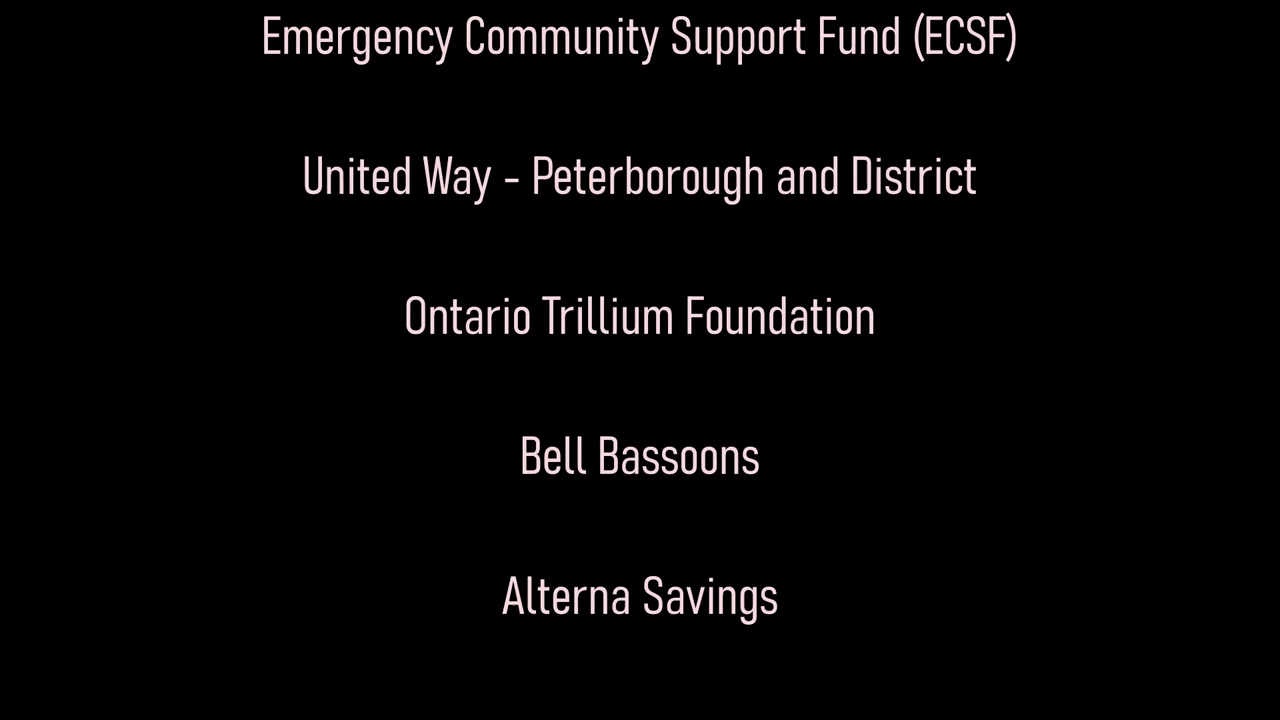 Emergency Community Support Fund (ECSF)
United Way - Peterborough and District
Ontario Trillium Foundation
Bell Bassoons
Alterna Savings